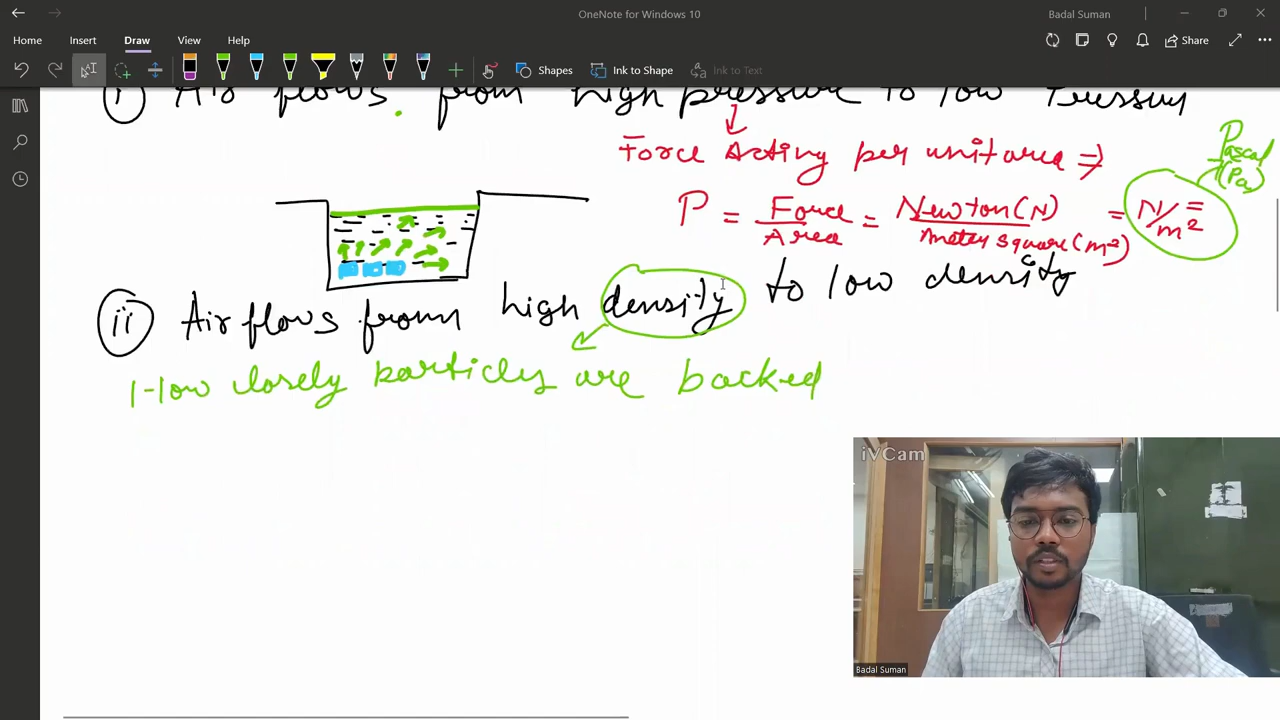 OneNote for Windows 10
Badal Suman
Home Insert Draw View Help
Share
Shapes
Ink to Shape
Ink to Text
i) Air flows from high pressure to low Pressur
Force Acting per unit area ⇒
Pascal
(Pa)
P = Force/Area = Newton(N)/meter square(m²) = N/m²
ii) Air flows from high density to low density
How closely particles are backed
iVCam
Badal Suman